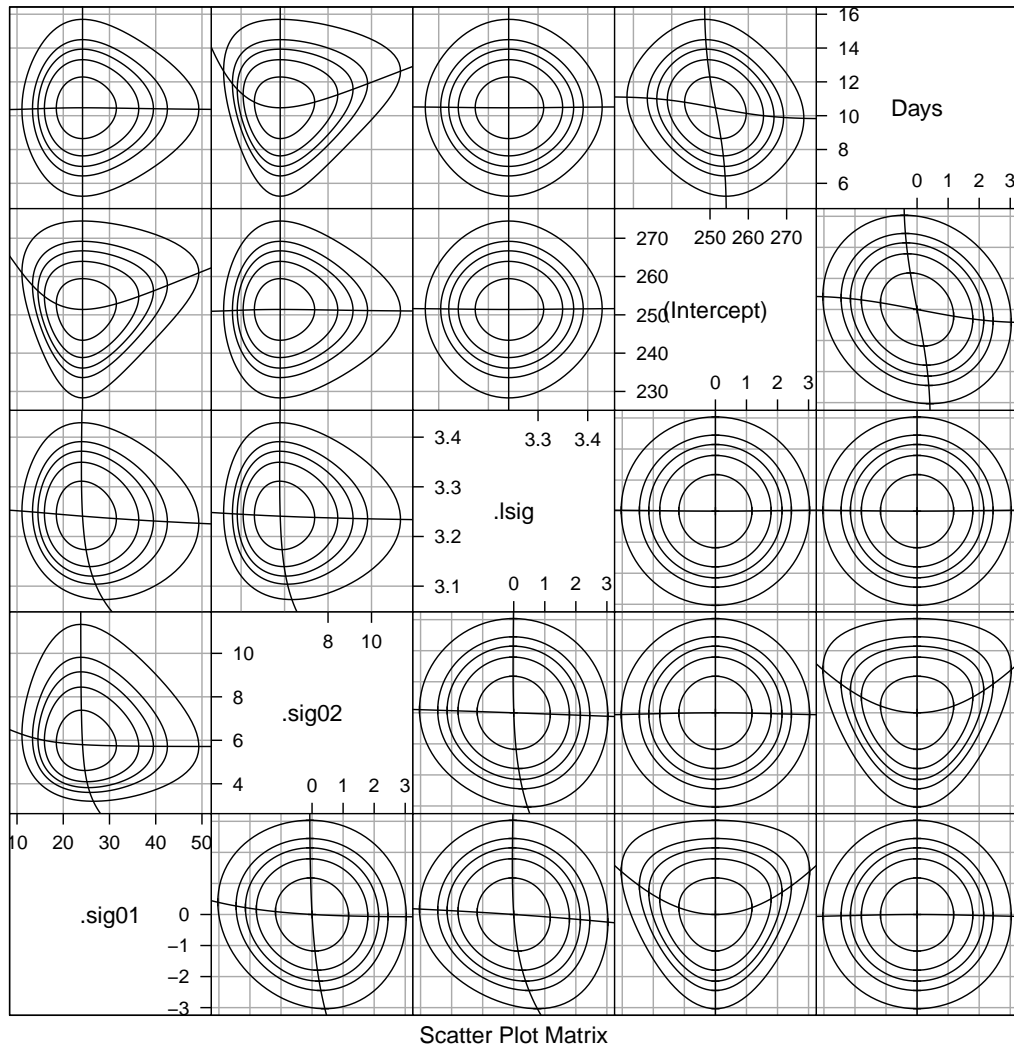 16
14
12
10
8
6
Days
0 1 2 3
270
260
250
240
230
250 260 270
(Intercept)
0 1 2 3
3.4
3.3
3.2
3.1
3.3 3.4
.lsig
0 1 2 3
10
8
6
4
8 10
.sig02
0 1 2 3
10 20 30 40 50
.sig01
0
−1
−2
−3
Scatter Plot Matrix